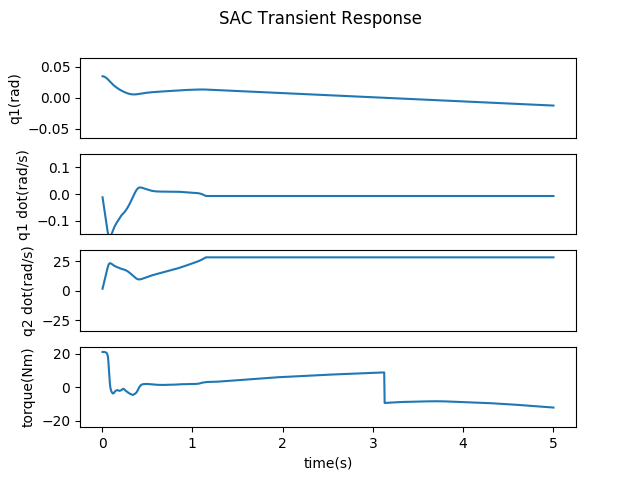 SAC Transient Response
q1(rad)
0.05
0.00
−0.05
q1 dot(rad/s)
0.1
0.0
−0.1
q2 dot(rad/s)
25
0
−25
torque(Nm)
20
0
−20
0 1 2 3 4 5
time(s)